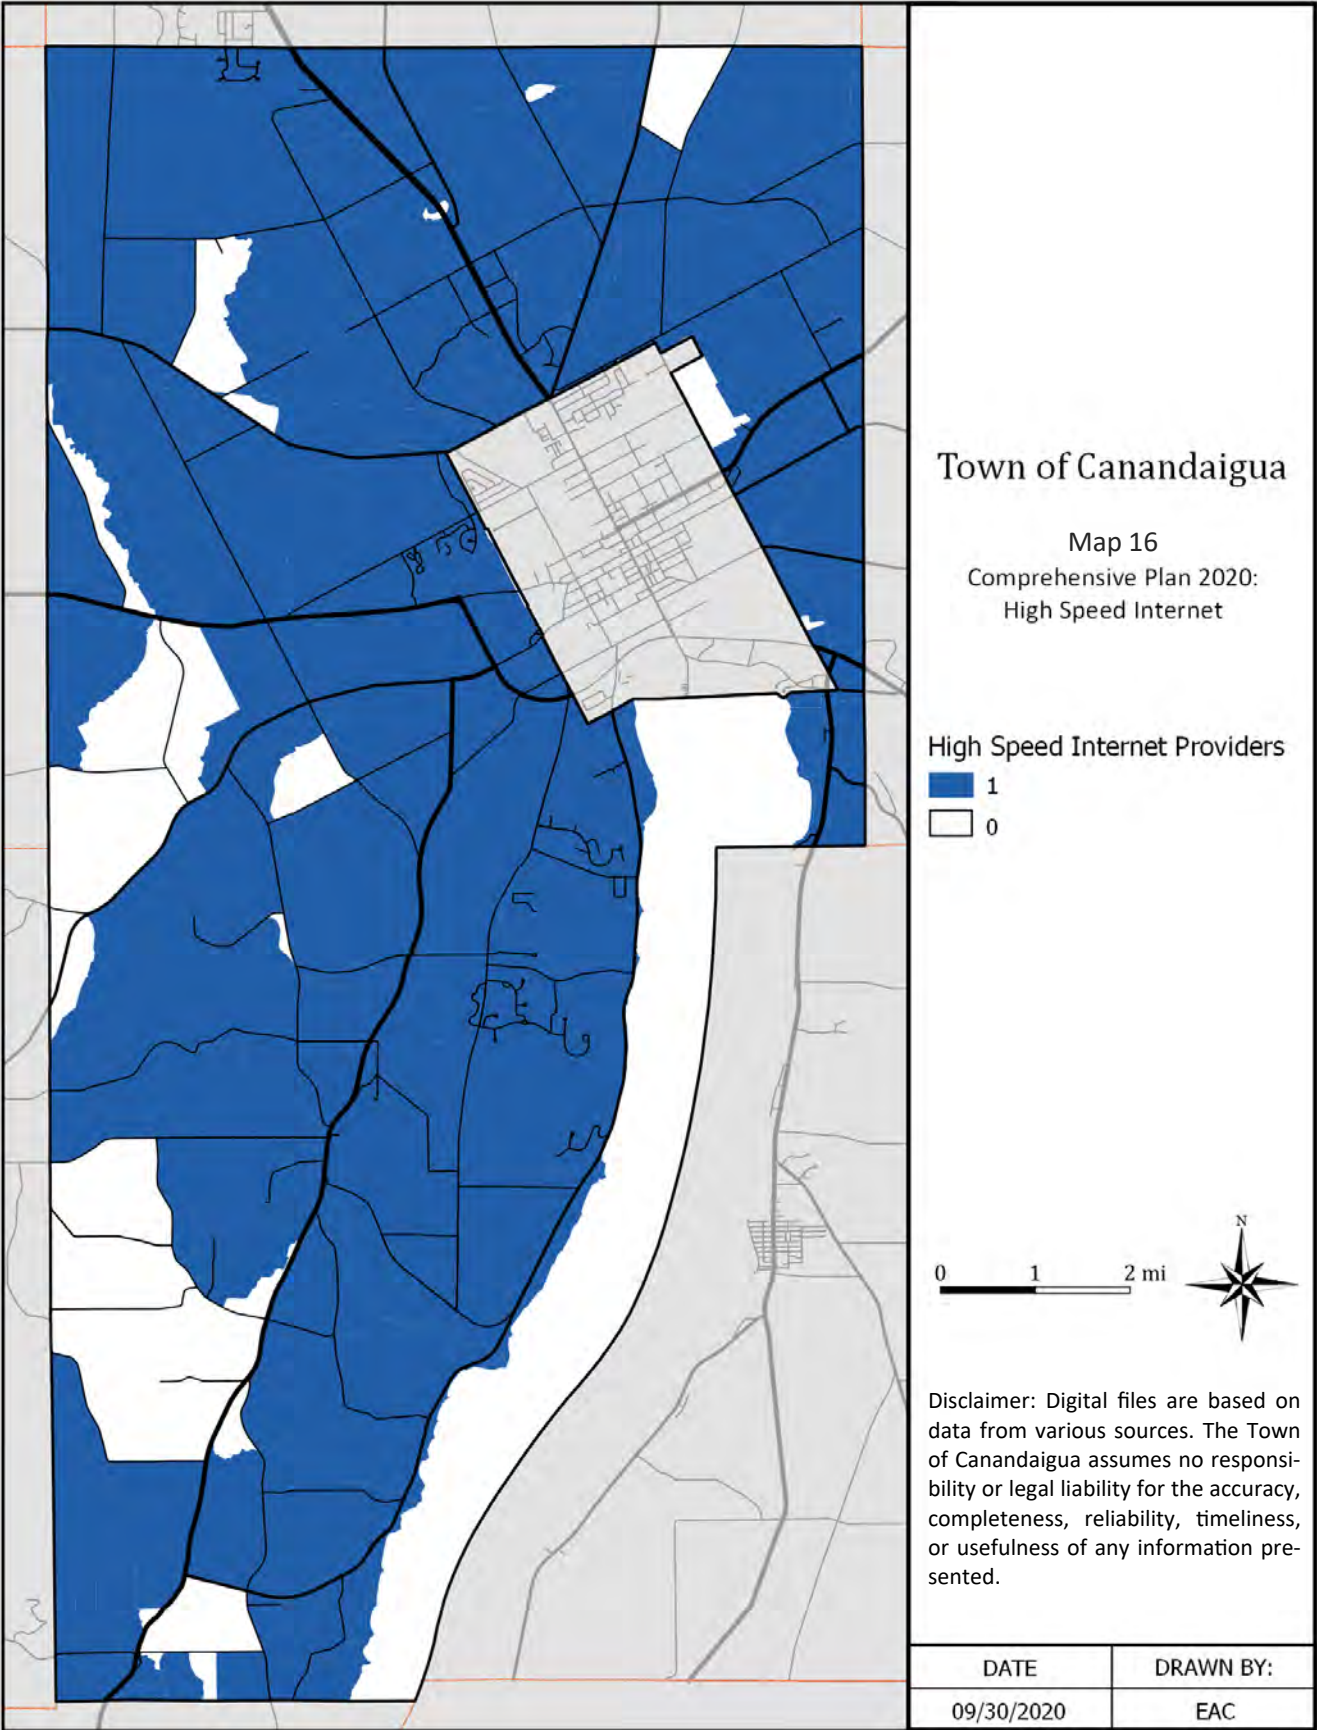 Town of Canandaigua
Map 16
Comprehensive Plan 2020:
High Speed Internet
High Speed Internet Providers
1
0
N
0 1 2 mi
Disclaimer: Digital files are based on
data from various sources. The Town
of Canandaigua assumes no responsi-
bility or legal liability for the accuracy,
completeness, reliability, timeliness,
or usefulness of any information pre-
sented.
DATE DRAWN BY:
09/30/2020 EAC